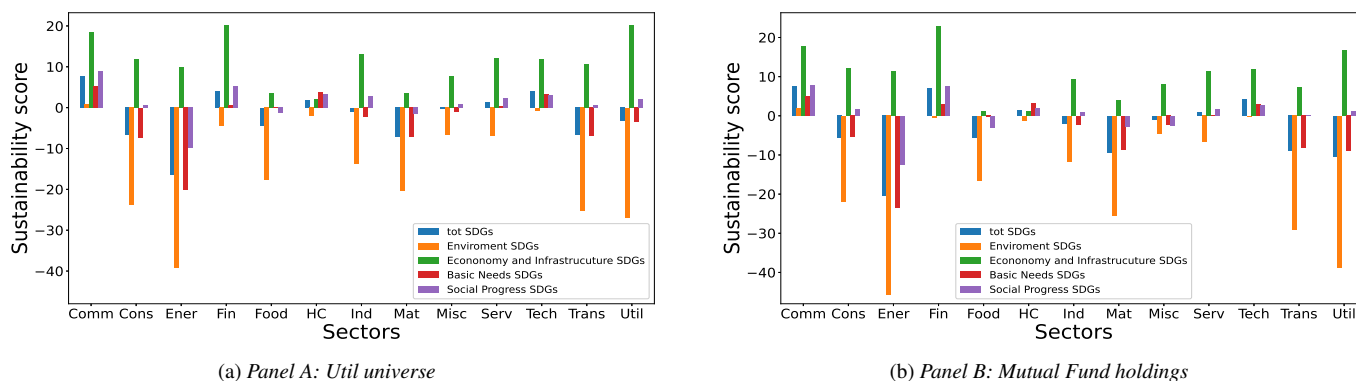 20
10
0
−10
−20
−30
−40
Sustainability score
tot SDGs
Enviroment SDGs
Econonomy and Infrastrucuture SDGs
Basic Needs SDGs
Social Progress SDGs
Comm Cons Ener Fin Food HC Ind Mat Misc Serv Tech Trans Util
Sectors
(a) Panel A: Util universe
20
10
0
−10
−20
−30
−40
Sustainability score
tot SDGs
Enviroment SDGs
Econonomy and Infrastrucuture SDGs
Basic Needs SDGs
Social Progress SDGs
Comm Cons Ener Fin Food HC Ind Mat Misc Serv Tech Trans Util
Sectors
(b) Panel B: Mutual Fund holdings